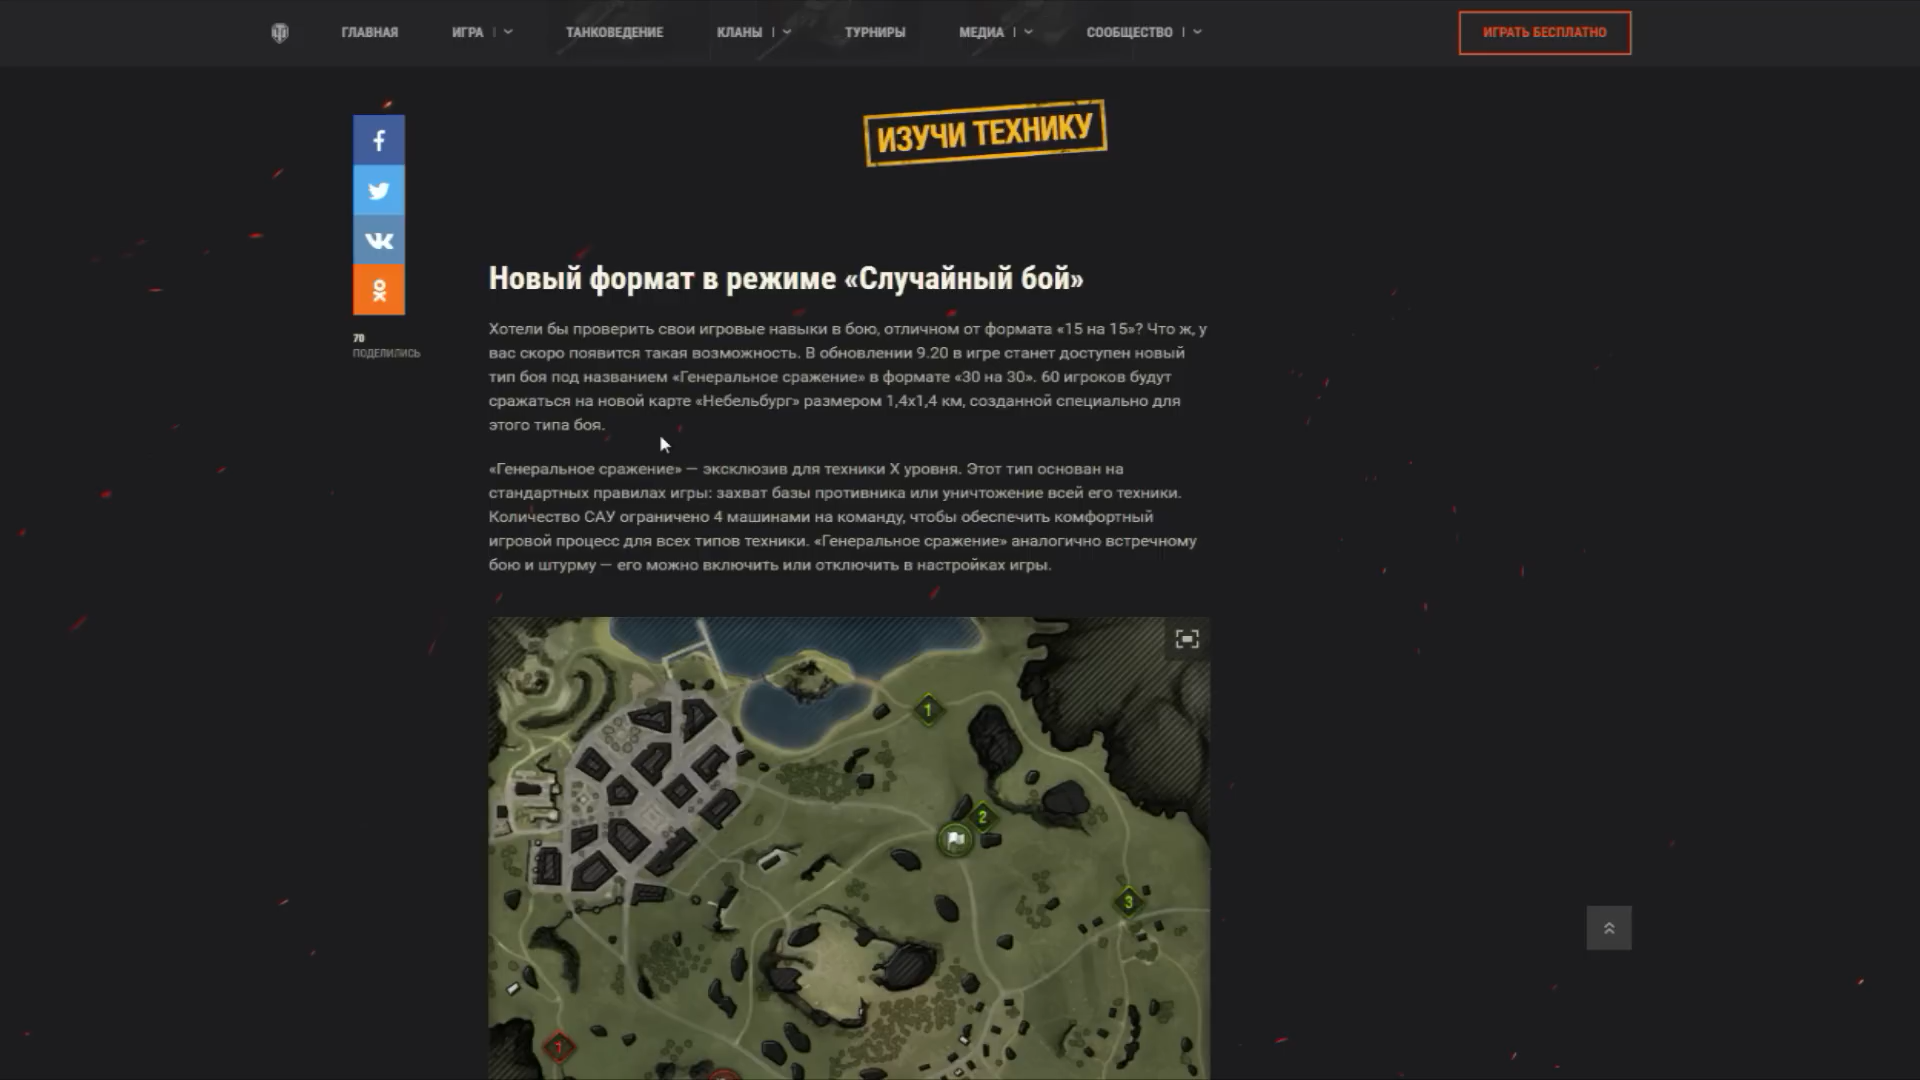 ГЛАВНАЯ
ИГРА
ТАНКОВЕДЕНИЕ
КЛАНЫ
ТУРНИРЫ
МЕДИА
СООБЩЕСТВО
ИГРАТЬ БЕСПЛАТНО
ИЗУЧИ ТЕХНИКУ
70
ПОДЕЛИЛИСЬ
Новый формат в режиме «Случайный бой»
Хотели бы проверить свои игровые навыки в бою, отличном от формата «15 на 15»? Что ж, у
вас скоро появится такая возможность. В обновлении 9.20 в игре станет доступен новый
тип боя под названием «Генеральное сражение» в формате «30 на 30». 60 игроков будут
сражаться на новой карте «Небельбург» размером 1,4х1,4 км, созданной специально для
этого типа боя.
«Генеральное сражение» — эксклюзив для техники X уровня. Этот тип основан на
стандартных правилах игры: захват базы противника или уничтожение всей его техники.
Количество САУ ограничено 4 машинами на команду, чтобы обеспечить комфортный
игровой процесс для всех типов техники. «Генеральное сражение» аналогично встречному
бою и штурму — его можно включить или отключить в настройках игры.
1
2
3
1